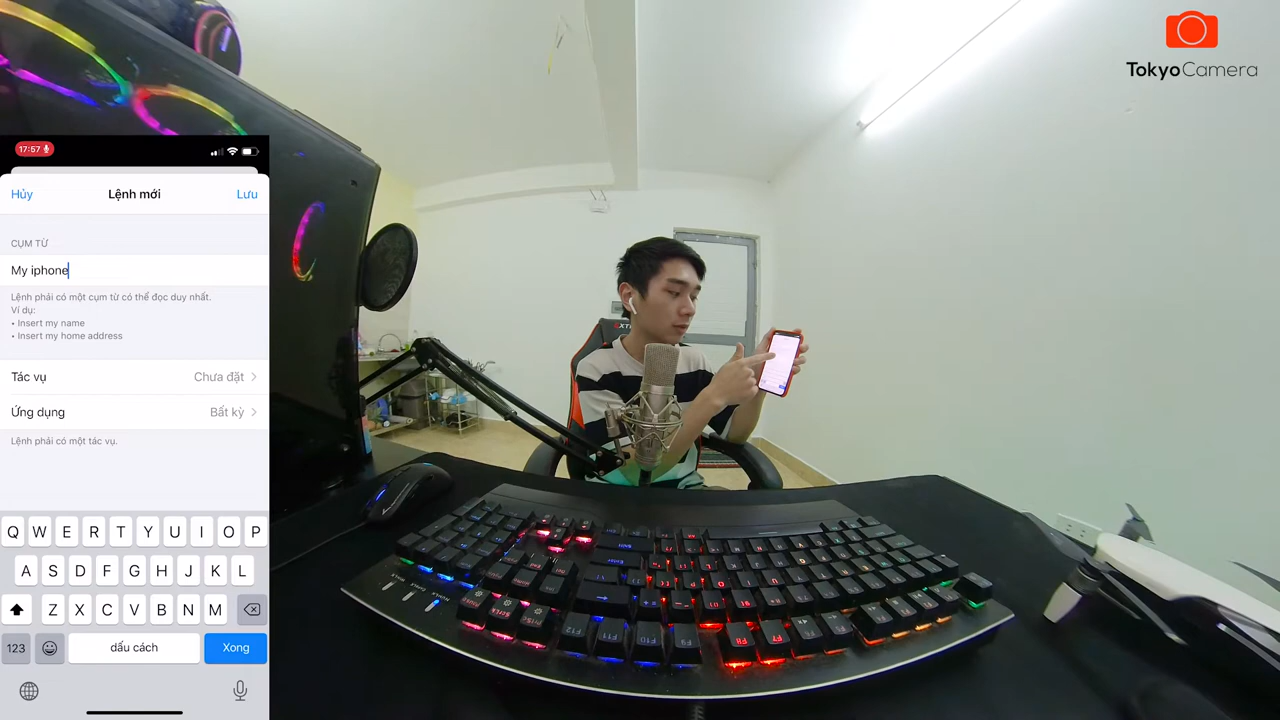 TokyoCamera
17:57
Hủy Lệnh mới Lưu
CỤM TỪ
My iphone
Lệnh phải có một cụm từ có thể đọc duy nhất.
Ví dụ:
• Insert my name
• Insert my home address
Tác vụ Chưa đặt
Ứng dụng Bất kỳ
Lệnh phải có một tác vụ.
Q W E R T Y U I O P
A S D F G H J K L
Z X C V B N M
123 dấu cách Xong